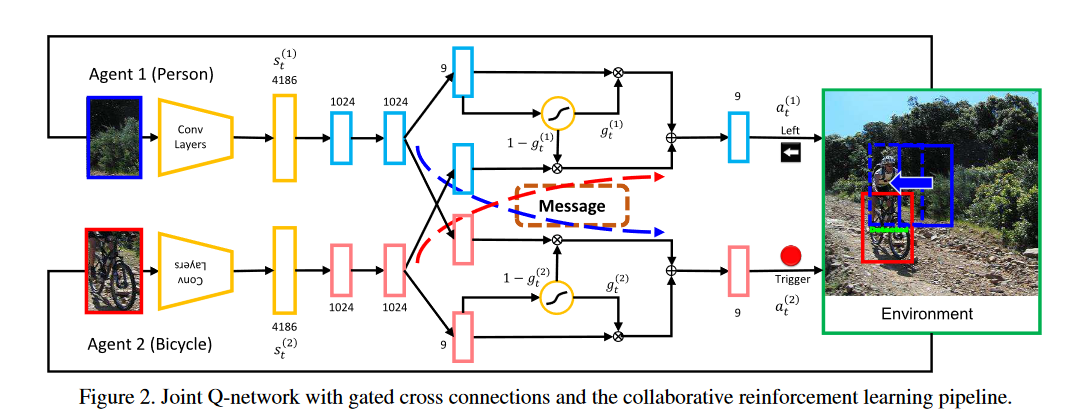 Agent 1 (Person)
Conv
Layers
s_t^{(1)}
4186
1024
1024
9
1 − g_t^{(1)}
g_t^{(1)}
9
a_t^{(1)}
Left
Message
Agent 2 (Bicycle)
Conv
Layers
4186
s_t^{(2)}
1024
1024
9
1 − g_t^{(2)}
g_t^{(2)}
9
Trigger
a_t^{(2)}
Environment
Figure 2. Joint Q-network with gated cross connections and the collaborative reinforcement learning pipeline.